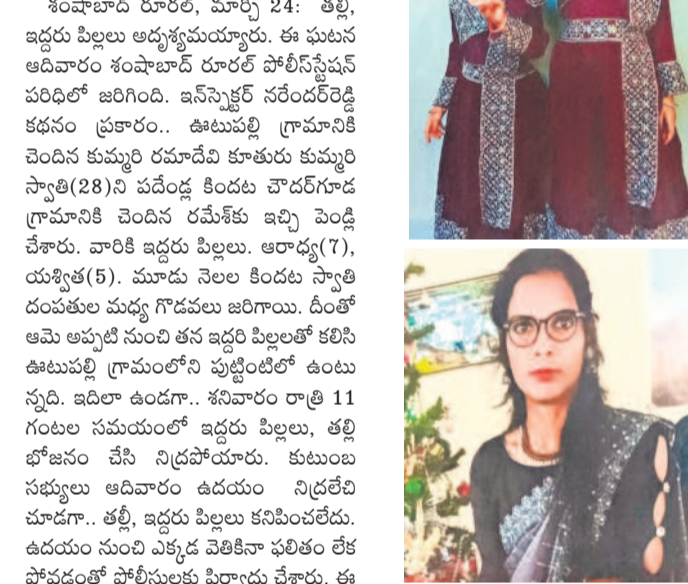 శంషాబాద్ రూరల్, మార్చి 24: తల్లి,
ఇద్దరు పిల్లలు అదృశ్యమయ్యారు. ఈ ఘటన
ఆదివారం శంషాబాద్ రూరల్ పోలీస్‌స్టేషన్
పరిధిలో జరిగింది. ఇన్‌స్పెక్టర్ నరేందర్‌రెడ్డి
కథనం ప్రకారం.. ఊటుపల్లి గ్రామానికి
చెందిన కుమ్మరి రమాదేవి కూతురు కుమ్మరి
స్వాతి(28)ని పదేండ్ల కిందట చౌదర్‌గూడ
గ్రామానికి చెందిన రమేశ్‌కు ఇచ్చి పెండ్లి
చేశారు. వారికి ఇద్దరు పిల్లలు. ఆరాధ్య(7),
యశ్విత(5). మూడు నెలల కిందట స్వాతి
దంపతుల మధ్య గొడవలు జరిగాయి. దీంతో
ఆమె అప్పటి నుంచి తన ఇద్దరి పిల్లలతో కలిసి
ఊటుపల్లి గ్రామంలోని పుట్టింటిలో ఉంటు
న్నది. ఇదిలా ఉండగా.. శనివారం రాత్రి 11
గంటల సమయంలో ఇద్దరు పిల్లలు, తల్లి
భోజనం చేసి నిద్రపోయారు. కుటుంబ
సభ్యులు ఆదివారం ఉదయం నిద్రలేచి
చూడగా.. తల్లీ, ఇద్దరు పిల్లలు కనిపించలేదు.
ఉదయం నుంచి ఎక్కడ వెతికినా ఫలితం లేక
పోవడంతో పోలీసులకు ఫిర్యాదు చేశారు. ఈ